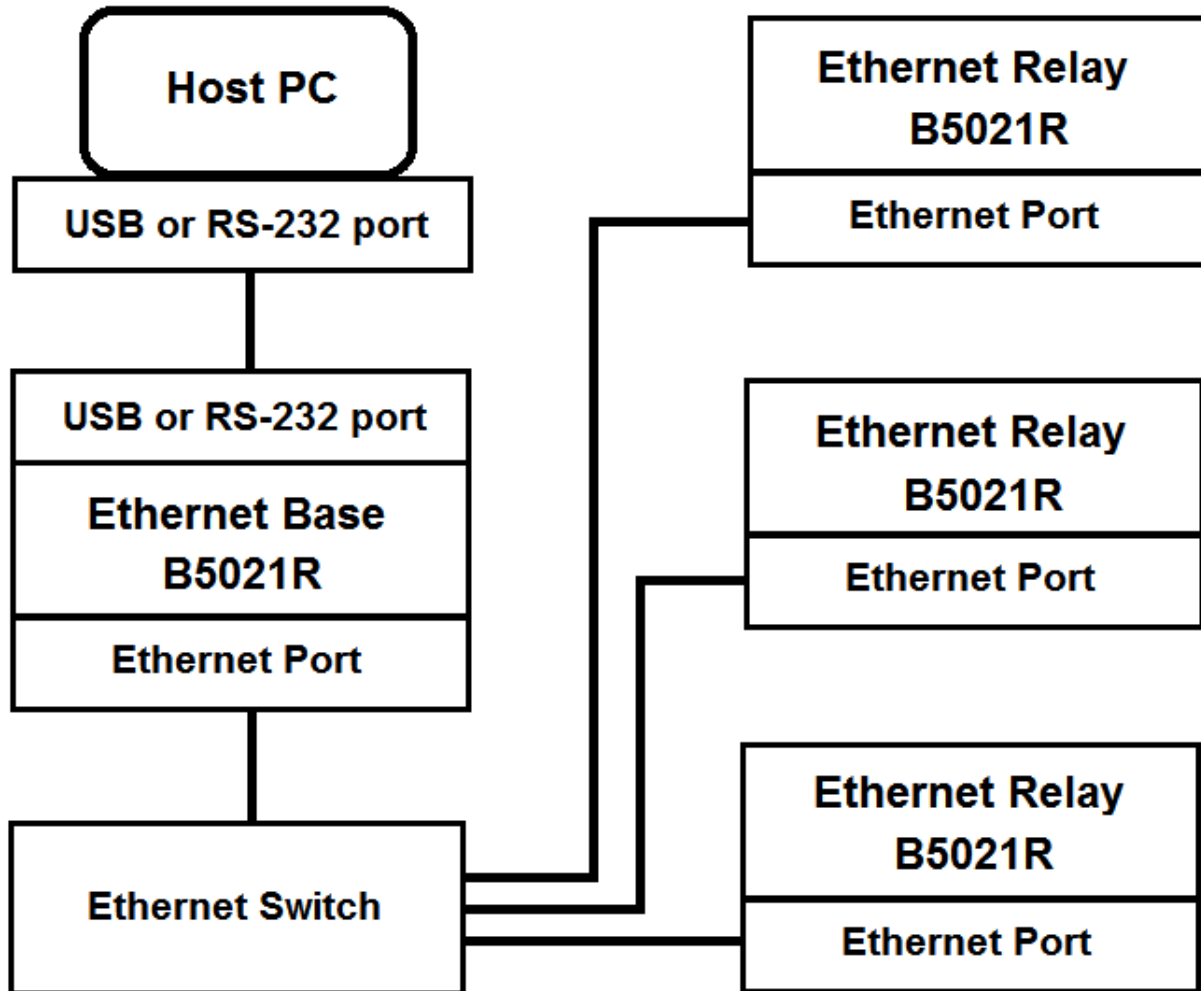 Host PC
USB or RS-232 port
USB or RS-232 port
Ethernet Base
B5021R
Ethernet Port
Ethernet Switch
Ethernet Relay
B5021R
Ethernet Port
Ethernet Relay
B5021R
Ethernet Port
Ethernet Relay
B5021R
Ethernet Port